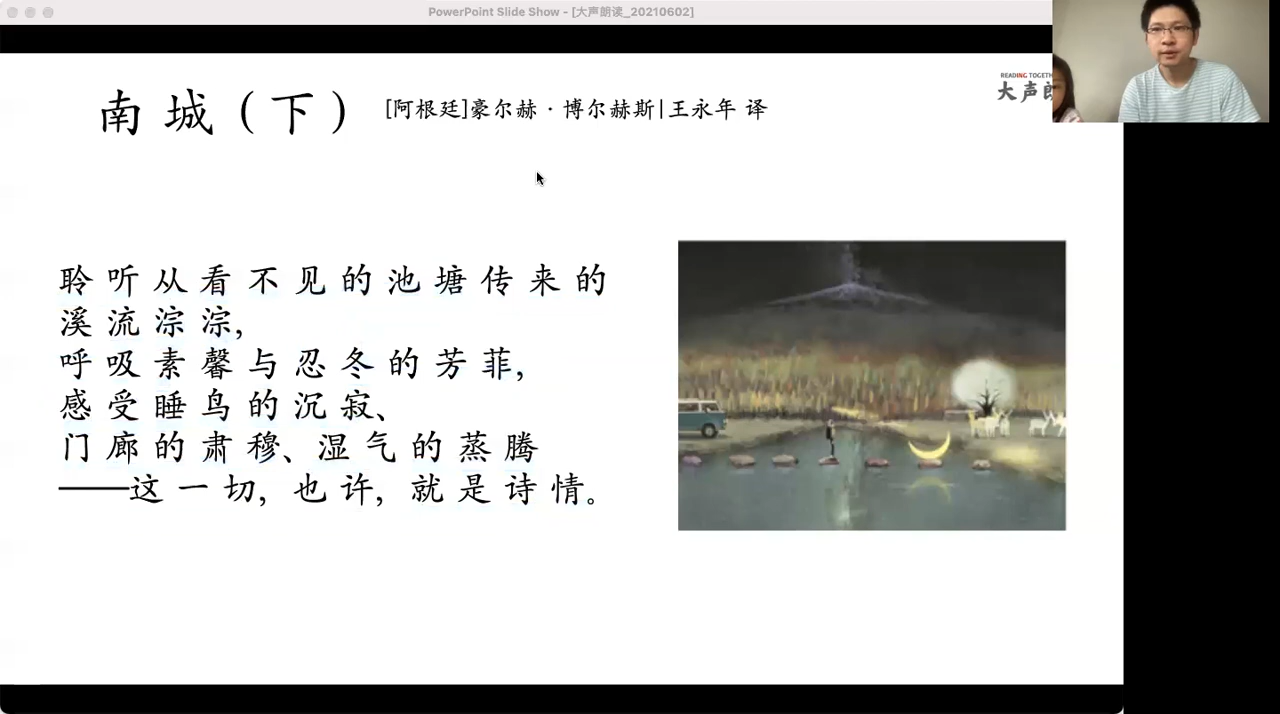 PowerPoint Slide Show - [大声朗读_20210602]
南城(下) [阿根廷]豪尔赫·博尔赫斯|王永年 译
READING TOGETH
大声朗
聆听从看不见的池塘传来的
溪流淙淙,
呼吸素馨与忍冬的芳菲,
感受睡鸟的沉寂、
门廊的肃穆、湿气的蒸腾
——这一切, 也许, 就是诗情。